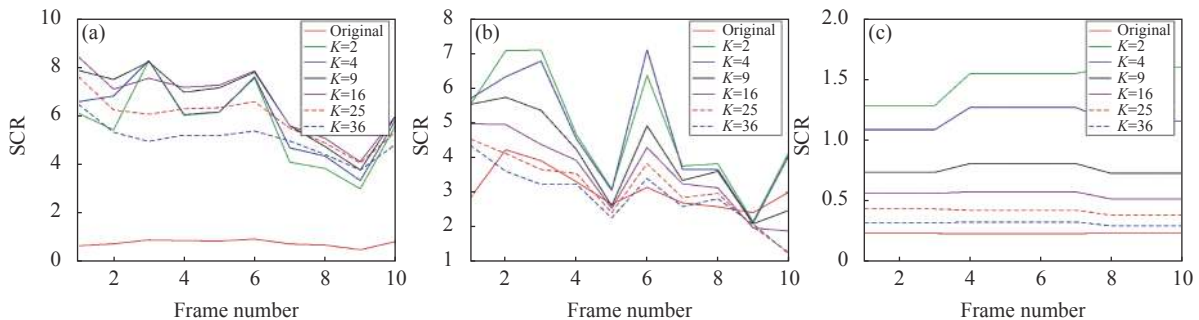 (a)
Original
K=2
K=4
K=9
K=16
K=25
K=36
SCR
10
8
6
4
2
0
2
4
6
8
10
Frame number
(b)
Original
K=2
K=4
K=9
K=16
K=25
K=36
SCR
8
7
6
5
4
3
2
1
2
4
6
8
10
Frame number
(c)
Original
K=2
K=4
K=9
K=16
K=25
K=36
SCR
2.0
1.5
1.0
0.5
0
2
4
6
8
10
Frame number